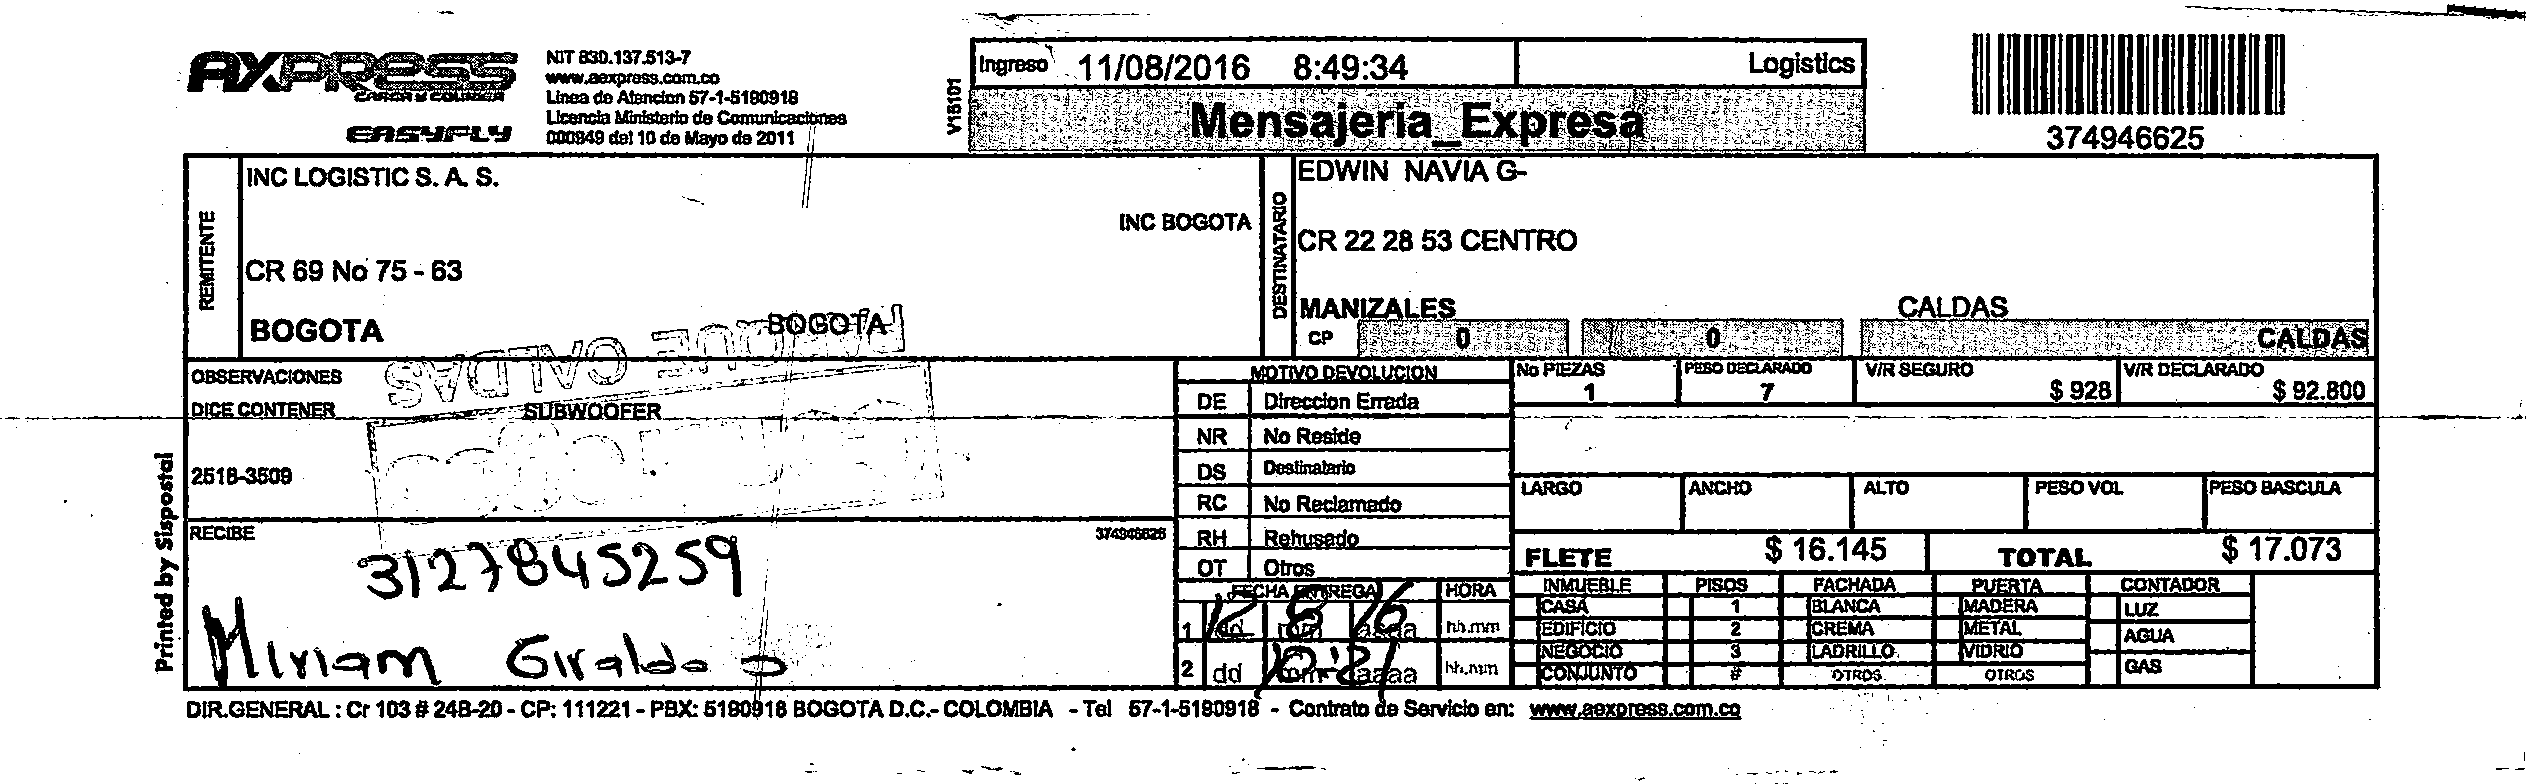 AXPRESS
CARGA Y COURIER
EASYFLY
NIT 830.137.513-7
www.aexpress.com.co
Linea de Atencion 57-1-5190918
Licencia Ministerio de Comunicaciones
000949 del 10 de Mayo de 2011
V15101
Ingreso 11/08/2016 8:49:34 Logistics
Mensajería_Expresa
374946625
REMITENTE
INC LOGISTIC S. A. S.
INC BOGOTA
CR 69 No 75 - 63
BOGOTA BOGOTA
DESTINATARIO
EDWIN NAVIA G-
CR 22 28 53 CENTRO
MANIZALES CALDAS
CP 0 0 CALDAS
PARQUE CALDAS
OBSERVACIONES
DICE CONTENER SUBWOOFER
2518-3509
MOTIVO DEVOLUCION
DE Direccion Errada
NR No Reside
DS Destinatario
RC No Reclamado
RH Rehusado
OT Otros
No PIEZAS PESO DECLARADO V/R SEGURO V/R DECLARADO
1 7 $ 928 $ 92.800
LARGO ANCHO ALTO PESO VOL PESO BASCULA
FLETE $ 16.145 TOTAL $ 17.073
RECIBE 374946625
3127845259
Miriam Giraldo
FECHA ENTREGA HORA
1 dd mm aaaa hh.mm
12 8 16
2 dd mm aaaa hh.mm
10:21
INMUEBLE PISOS FACHADA PUERTA CONTADOR
CASA 1 BLANCA MADERA LUZ
EDIFICIO 2 CREMA METAL AGUA
NEGOCIO 3 LADRILLO VIDRIO GAS
CONJUNTO # OTROS OTROS
Printed by Sispostal
DIR.GENERAL : Cr 103 # 24B-20 - CP: 111221 - PBX: 5190918 BOGOTA D.C.- COLOMBIA - Tel 57-1-5190918 - Contrato de Servicio en: www.aexpress.com.co